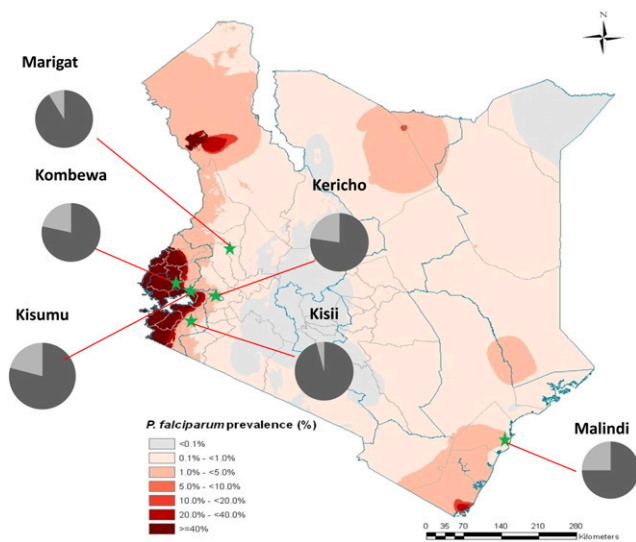 N
Marigat
Kombewa
Kericho
Kisumu
Kisii
Malindi
P. falciparum prevalence (%)
<0.1%
0.1% - <1.0%
1.0% - <5.0%
5.0% - <10.0%
10.0% - <20.0%
20.0% - <40.0%
>=40%
0 35 70 140 210 280
Kilometers